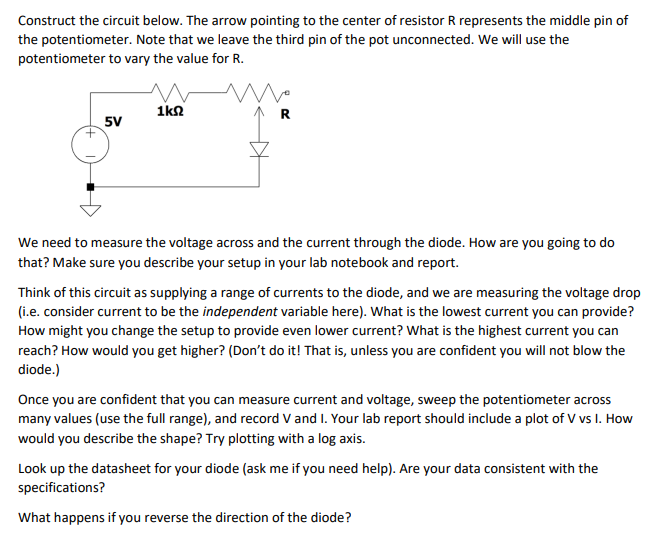 Construct the circuit below. The arrow pointing to the center of resistor R represents the middle pin of
the potentiometer. Note that we leave the third pin of the pot unconnected. We will use the
potentiometer to vary the value for R.
1kΩ
R
5V
We need to measure the voltage across and the current through the diode. How are you going to do
that? Make sure you describe your setup in your lab notebook and report.
Think of this circuit as supplying a range of currents to the diode, and we are measuring the voltage drop
(i.e. consider current to be the independent variable here). What is the lowest current you can provide?
How might you change the setup to provide even lower current? What is the highest current you can
reach? How would you get higher? (Don't do it! That is, unless you are confident you will not blow the
diode.)
Once you are confident that you can measure current and voltage, sweep the potentiometer across
many values (use the full range), and record V and I. Your lab report should include a plot of V vs I. How
would you describe the shape? Try plotting with a log axis.
Look up the datasheet for your diode (ask me if you need help). Are your data consistent with the
specifications?
What happens if you reverse the direction of the diode?